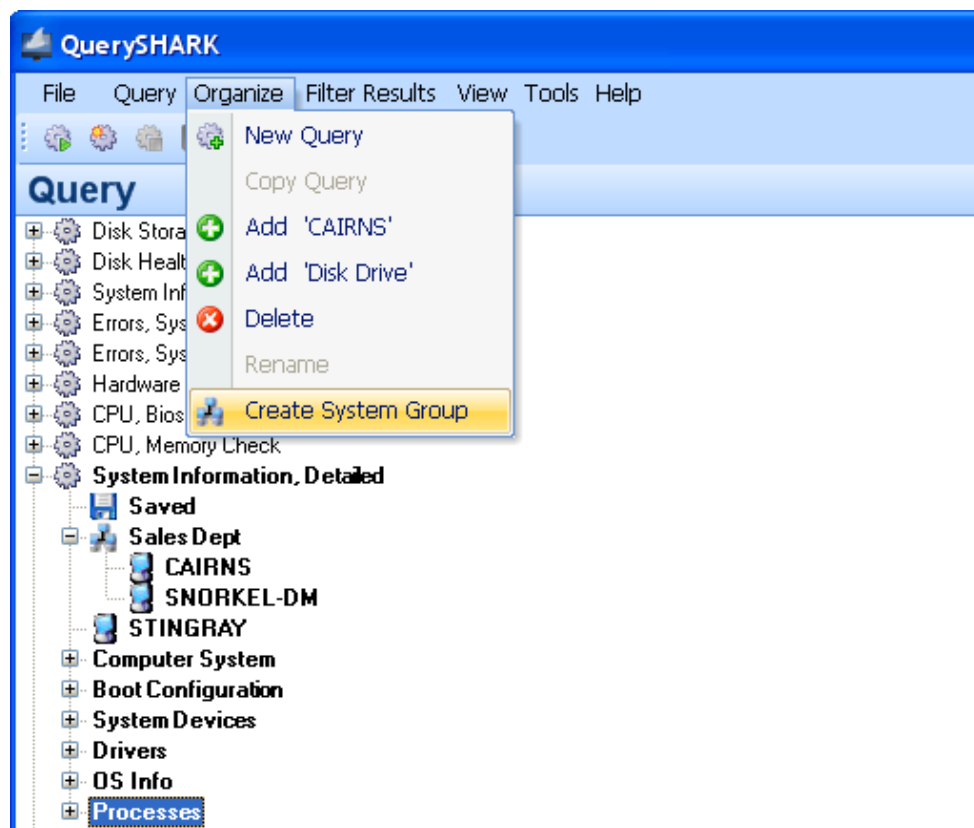 QuerySHARK
File Query Organize Filter Results View Tools Help
New Query
Copy Query
Add 'CAIRNS'
Add 'Disk Drive'
Delete
Rename
Create System Group
Query
Disk Stora
Disk Healt
System Inf
Errors, Sys
Errors, Sys
Hardware
CPU, Bios
CPU, Memory Check
System Information, Detailed
Saved
Sales Dept
CAIRNS
SNORKEL-DM
STINGRAY
Computer System
Boot Configuration
System Devices
Drivers
OS Info
Processes